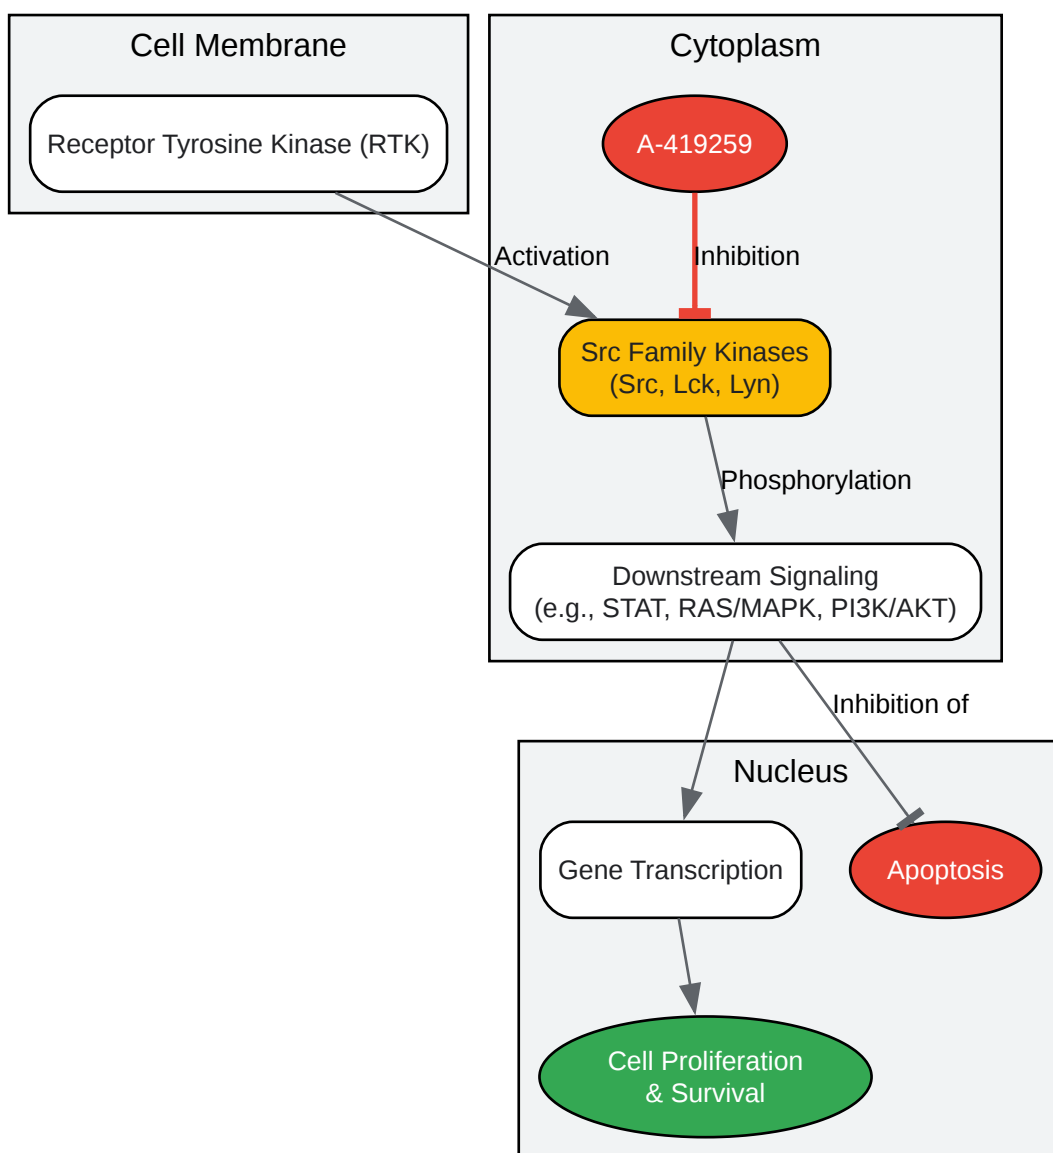 Cell Membrane
Receptor Tyrosine Kinase (RTK)
Cytoplasm
A-419259
Activation
Inhibition
Src Family Kinases
(Src, Lck, Lyn)
Phosphorylation
Downstream Signaling
(e.g., STAT, RAS/MAPK, PI3K/AKT)
Inhibition of
Nucleus
Gene Transcription
Apoptosis
Cell Proliferation
& Survival